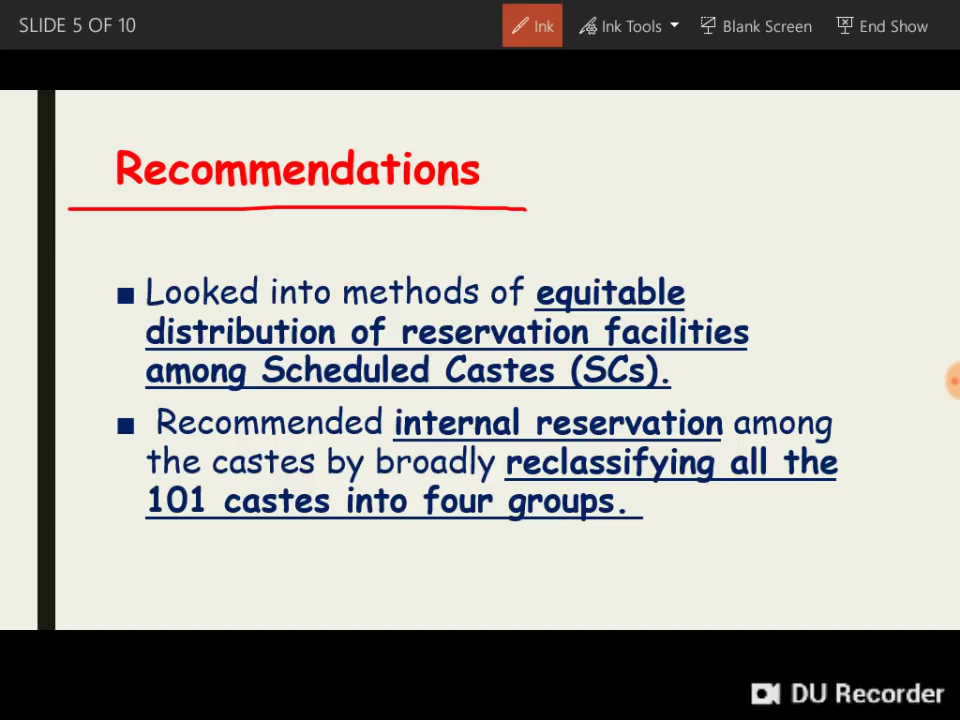 SLIDE 5 OF 10
Ink
Ink Tools
Blank Screen
End Show
Recommendations
■ Looked into methods of equitable
distribution of reservation facilities
among Scheduled Castes (SCs).
■ Recommended internal reservation among
the castes by broadly reclassifying all the
101 castes into four groups.
DU Recorder